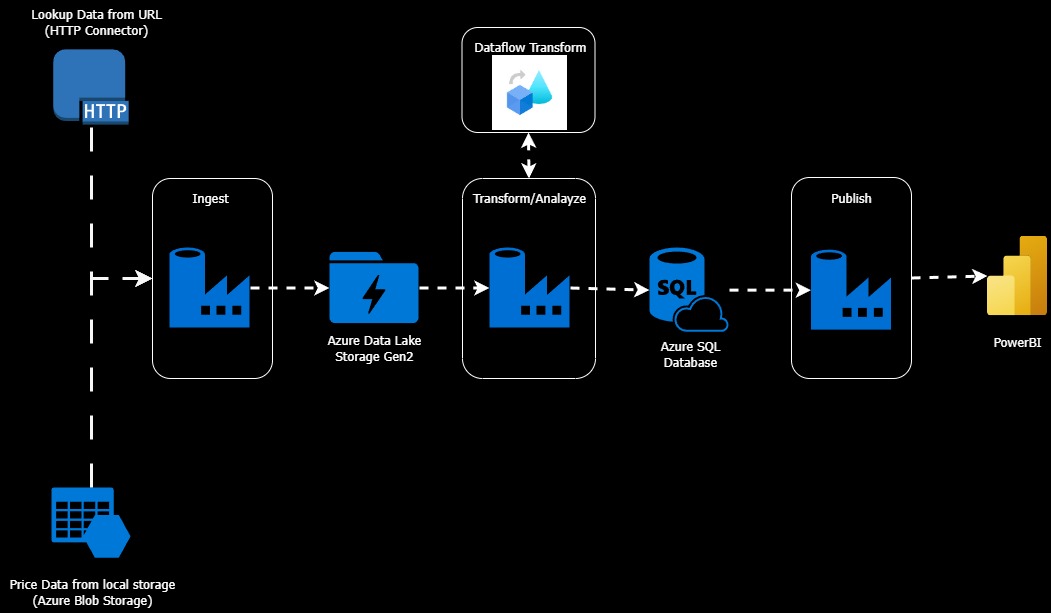 Lookup Data from URL
(HTTP Connector)
HTTP
Dataflow Transform
Ingest
Transform/Analayze
Publish
SQL
Azure Data Lake
Storage Gen2
Azure SQL
Database
PowerBI
Price Data from local storage
(Azure Blob Storage)